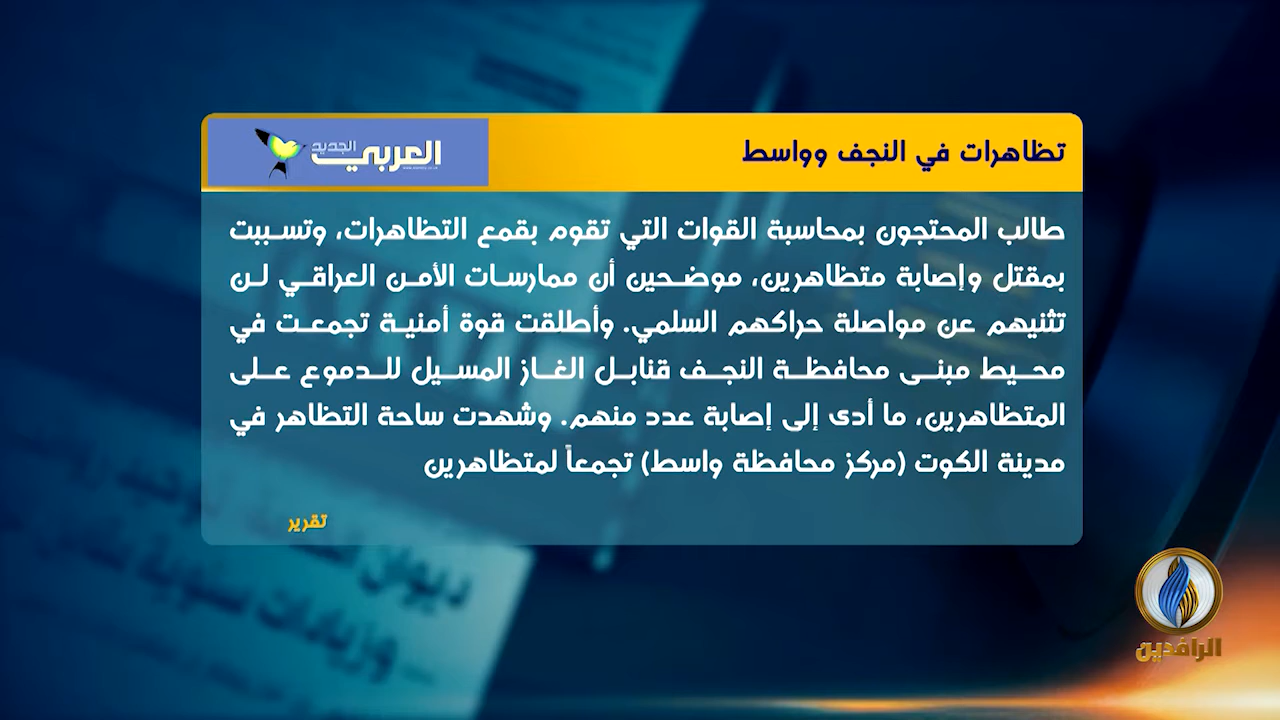 تظاهرات في النجف وواسط
العربي الجديد
طالب المحتجون بمحاسبة القوات التي تقوم بقمع التظاهرات، وتسببت
بمقتل وإصابة متظاهرين، موضحين أن ممارسات الأمن العراقي لن
تثنيهم عن مواصلة حراكهم السلمي. وأطلقت قوة أمنية تجمعت في
محيط مبنى محافظة النجف قنابل الغاز المسيل للدموع على
المتظاهرين، ما أدى إلى إصابة عدد منهم. وشهدت ساحة التظاهر في
مدينة الكوت (مركز محافظة واسط) تجمعاً لمتظاهرين
تقرير
ديوان
وزيادات سنوية
الرافدين